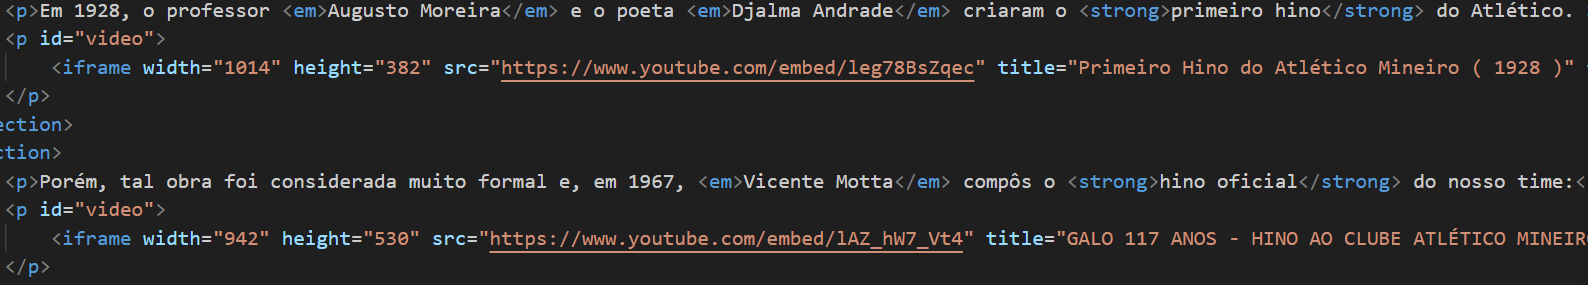 <p>Em 1928, o professor <em>Augusto Moreira</em> e o poeta <em>Djalma Andrade</em> criaram o <strong>primeiro hino</strong> do Atlético.
<p id="video">
<iframe width="1014" height="382" src="https://www.youtube.com/embed/leg78BsZqec" title="Primeiro Hino do Atlético Mineiro ( 1928 )"
</p>
ection>
ction>
<p>Porém, tal obra foi considerada muito formal e, em 1967, <em>Vicente Motta</em> compôs o <strong>hino oficial</strong> do nosso time:<
<p id="video">
<iframe width="942" height="530" src="https://www.youtube.com/embed/lAZ_hW7_Vt4" title="GALO 117 ANOS - HINO AO CLUBE ATLÉTICO MINEIRO
</p>